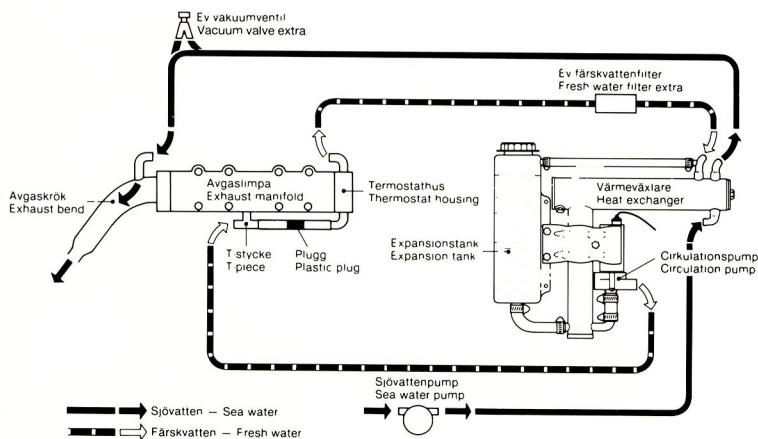 Ev vakuumventil
Vacuum valve extra
Ev färskvattenfilter
Fresh water filter extra
Avgaslimpa
Exhaust manifold
Termostathus
Thermostat housing
Värmeväxlare
Heat exchanger
Avgaskrök
Exhaust bend
T stycke
T piece
Plugg
Plastic plug
Expansionstank
Expansion tank
Cirkulationspump
Circulation pump
Sjövattenpump
Sea water pump
Sjövatten – Sea water
Färskvatten – Fresh water